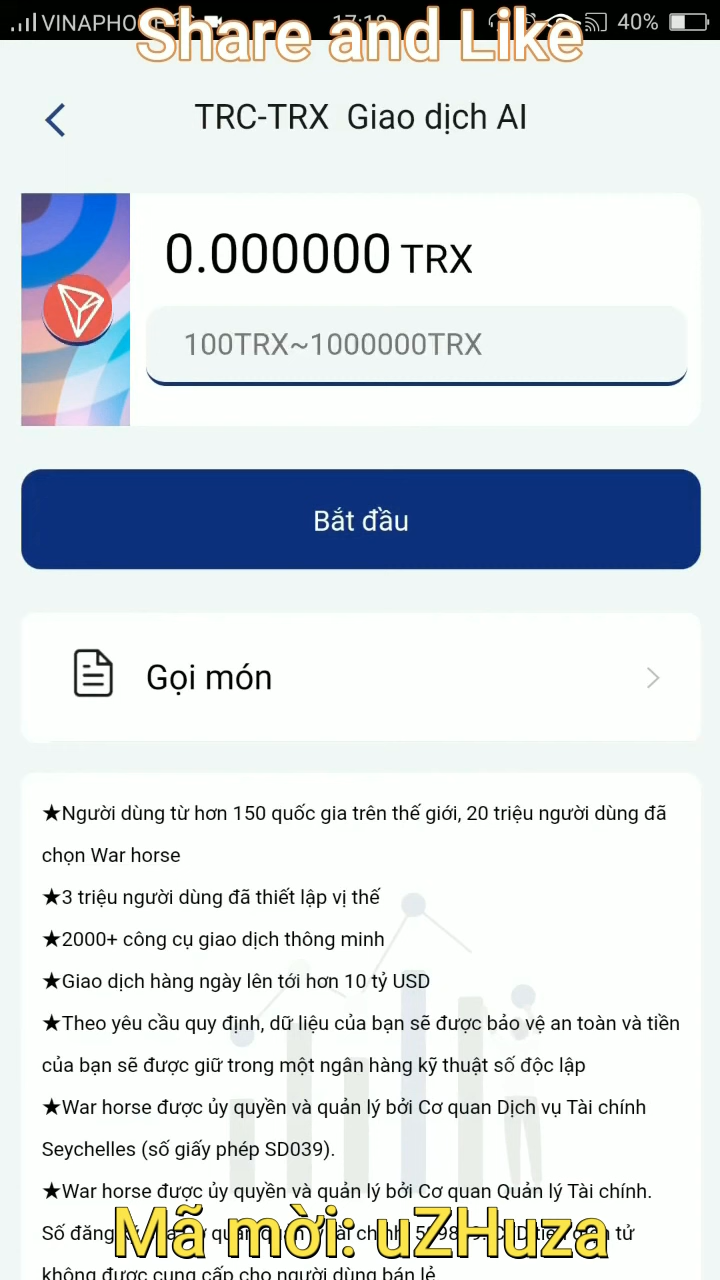 VINAPHO
40%
Share and Like
TRC-TRX Giao dịch AI
0.000000 TRX
100TRX~1000000TRX
Bắt đầu
Gọi món
★Người dùng từ hơn 150 quốc gia trên thế giới, 20 triệu người dùng đã
chọn War horse
★3 triệu người dùng đã thiết lập vị thế
★2000+ công cụ giao dịch thông minh
★Giao dịch hàng ngày lên tới hơn 10 tỷ USD
★Theo yêu cầu quy định, dữ liệu của bạn sẽ được bảo vệ an toàn và tiền
của bạn sẽ được giữ trong một ngân hàng kỹ thuật số độc lập
★War horse được ủy quyền và quản lý bởi Cơ quan Dịch vụ Tài chính
Seychelles (số giấy phép SD039).
★War horse được ủy quyền và quản lý bởi Cơ quan Quản lý Tài chính.
Số đăng tử
Mã mời: uZHuza
không được cung cấp cho người dùng bán lẻ